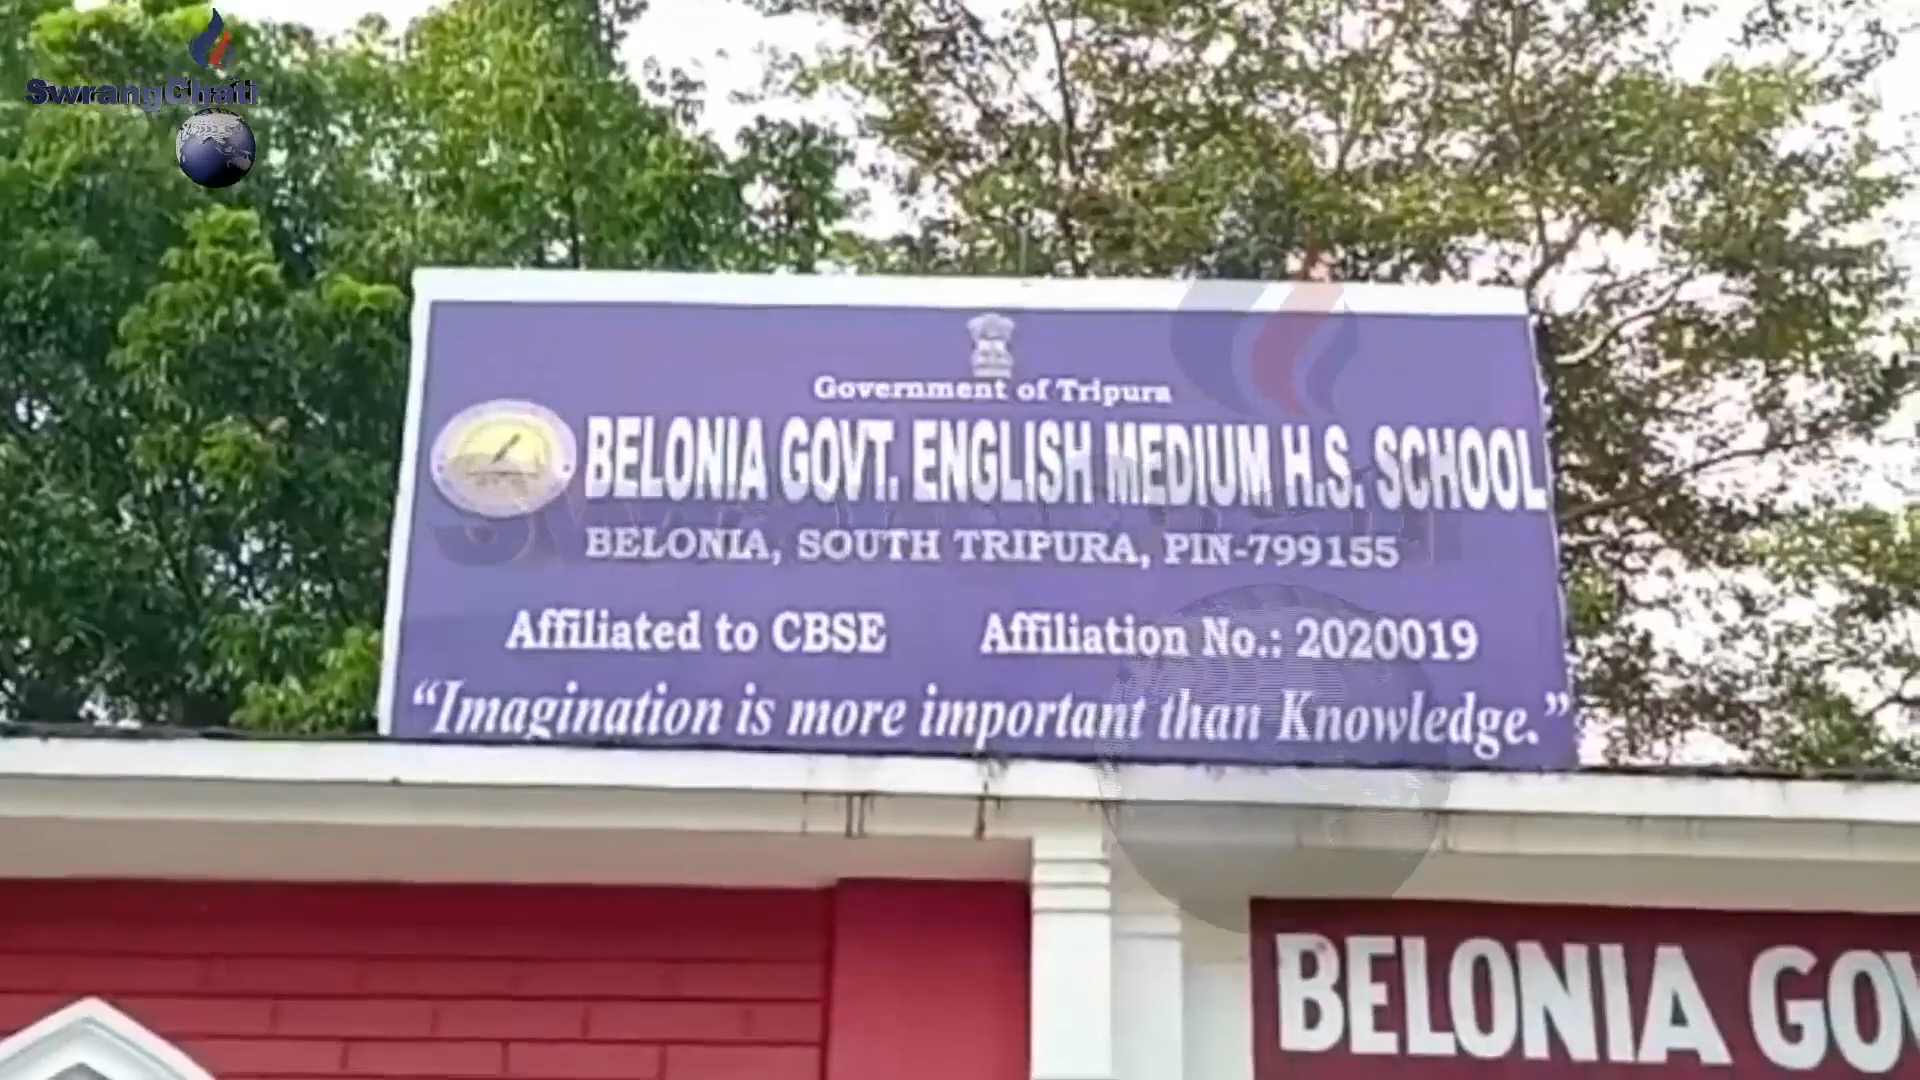 SwrangChati
Government of Tripura
BELONIA GOVT. ENGLISH MEDIUM H.S. SCHOOL
BELONIA, SOUTH TRIPURA, PIN-799155
Affiliated to CBSE Affiliation No.: 2020019
“Imagination is more important than Knowledge.”
BELONIA GOV